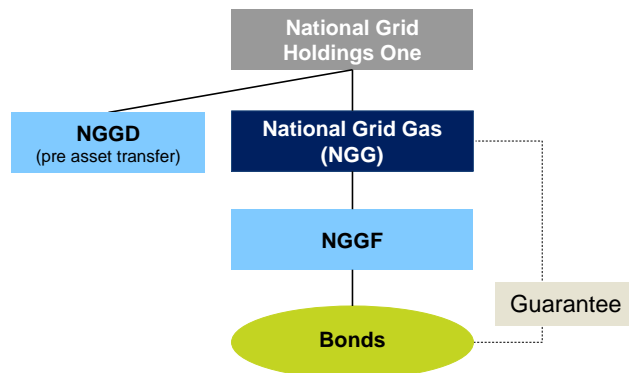 National Grid
Holdings One
NGGD
(pre asset transfer)
National Grid Gas
(NGG)
NGGF
Guarantee
Bonds